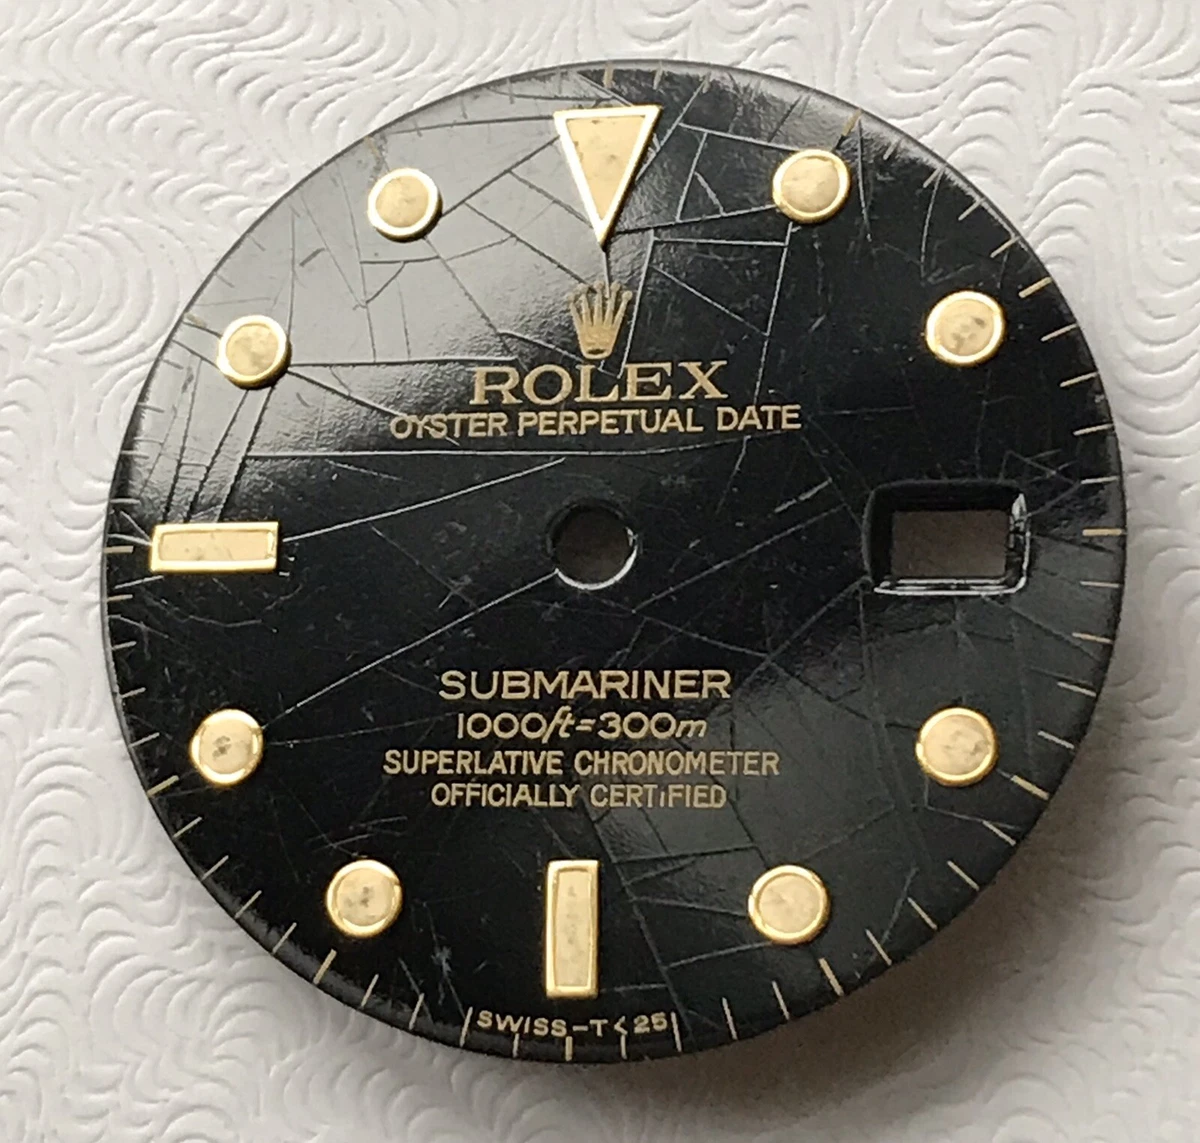 ROLEX
OYSTER PERPETUAL DATE
SUBMARINER
1000ft=300m
SUPERLATIVE CHRONOMETER
OFFICIALLY CERTIFIED
SWISS-T<25